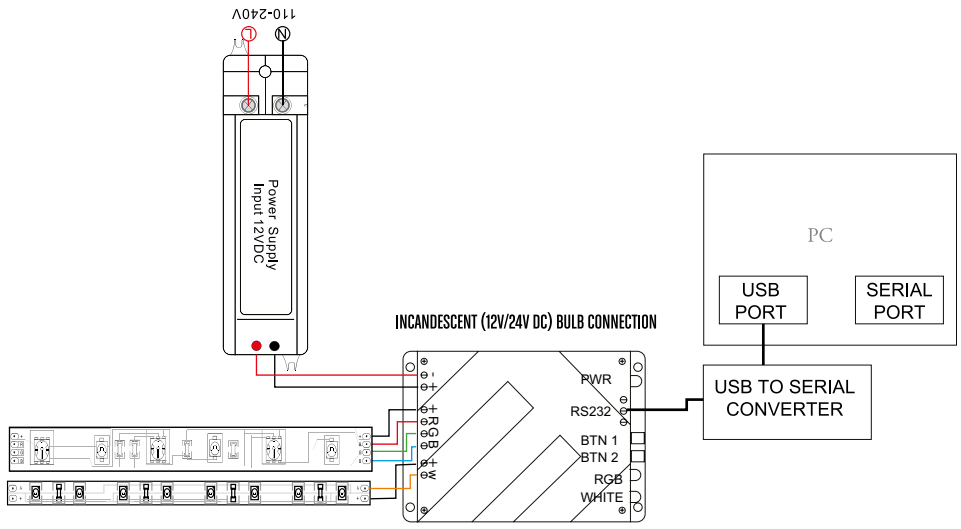 110-240V
L
N
Power Supply
Input 12VDC
PC
USB
PORT
SERIAL
PORT
INCANDESCENT (12V/24V DC) BULB CONNECTION
USB TO SERIAL
CONVERTER
-
+
+
R
G
B
+
W
PWR
RS232
BTN 1
BTN 2
RGB
WHITE